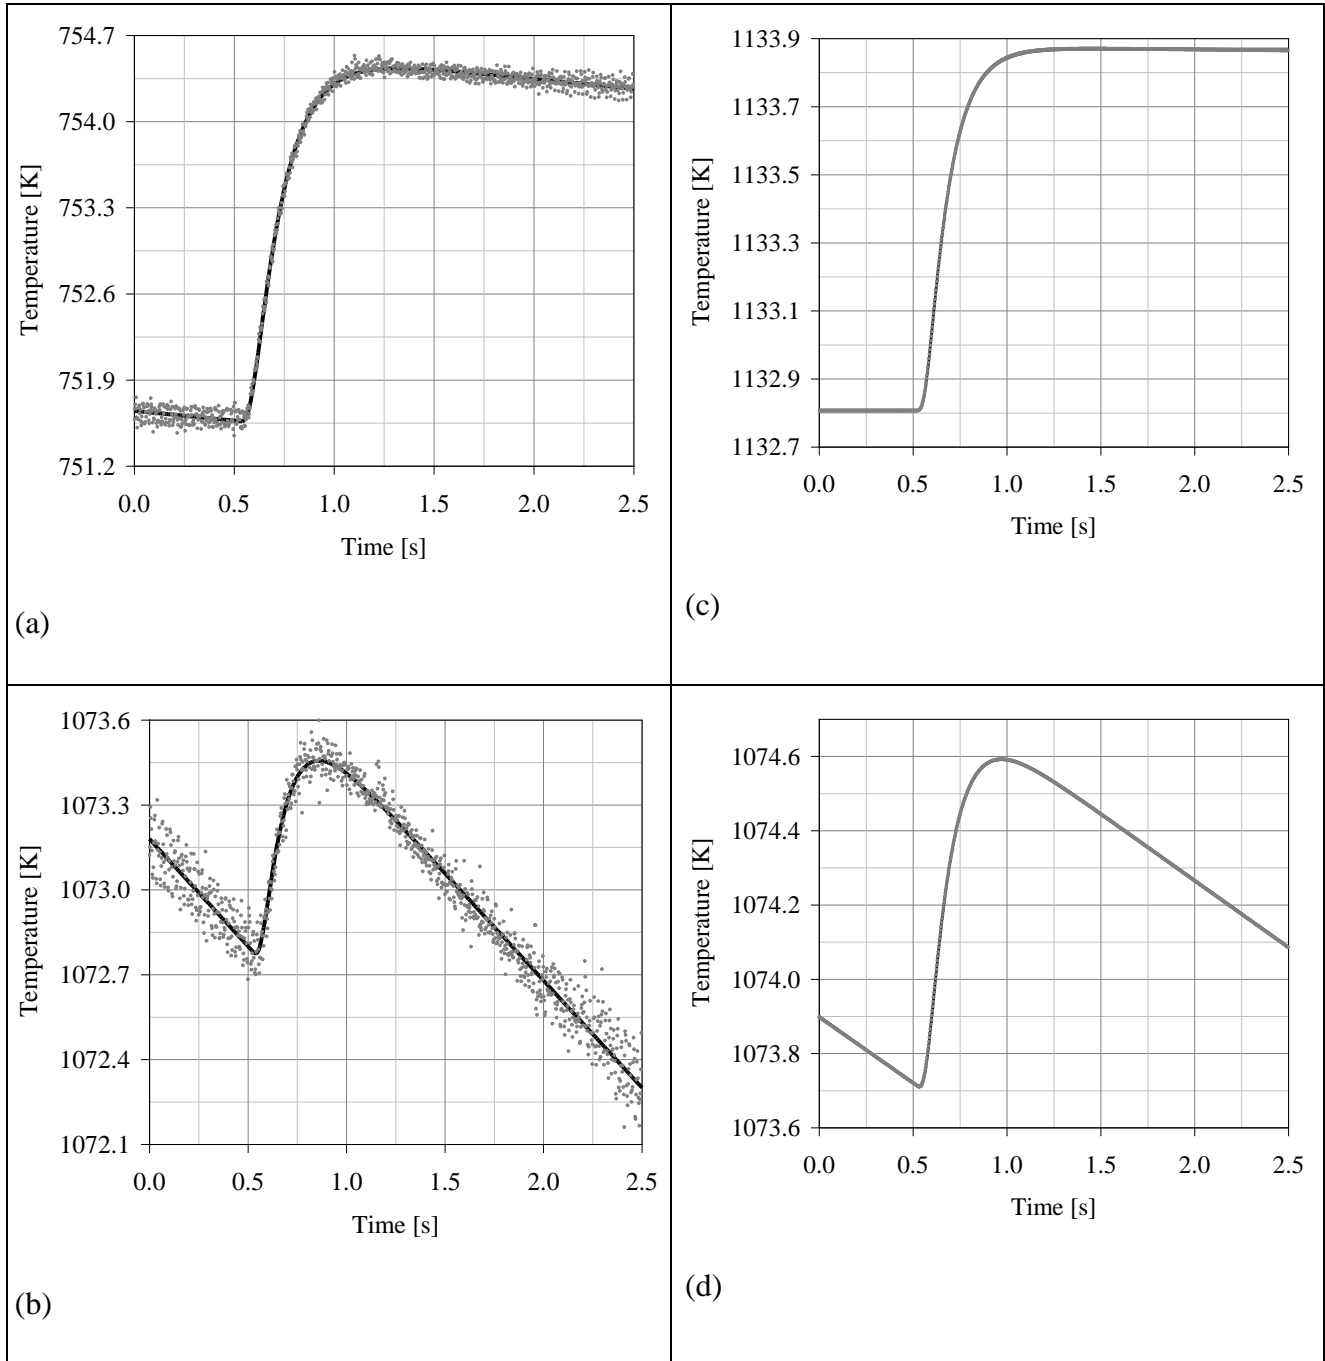 754.7
754.0
753.3
752.6
751.9
751.2
Temperature [K]
0.0 0.5 1.0 1.5 2.0 2.5
Time [s]
(a)
1133.9
1133.7
1133.5
1133.3
1133.1
1132.9
1132.7
Temperature [K]
0.0 0.5 1.0 1.5 2.0 2.5
Time [s]
(c)
1073.6
1073.3
1073.0
1072.7
1072.4
1072.1
Temperature [K]
0.0 0.5 1.0 1.5 2.0 2.5
Time [s]
(b)
1074.6
1074.4
1074.2
1074.0
1073.8
1073.6
Temperature [K]
0.0 0.5 1.0 1.5 2.0 2.5
Time [s]
(d)